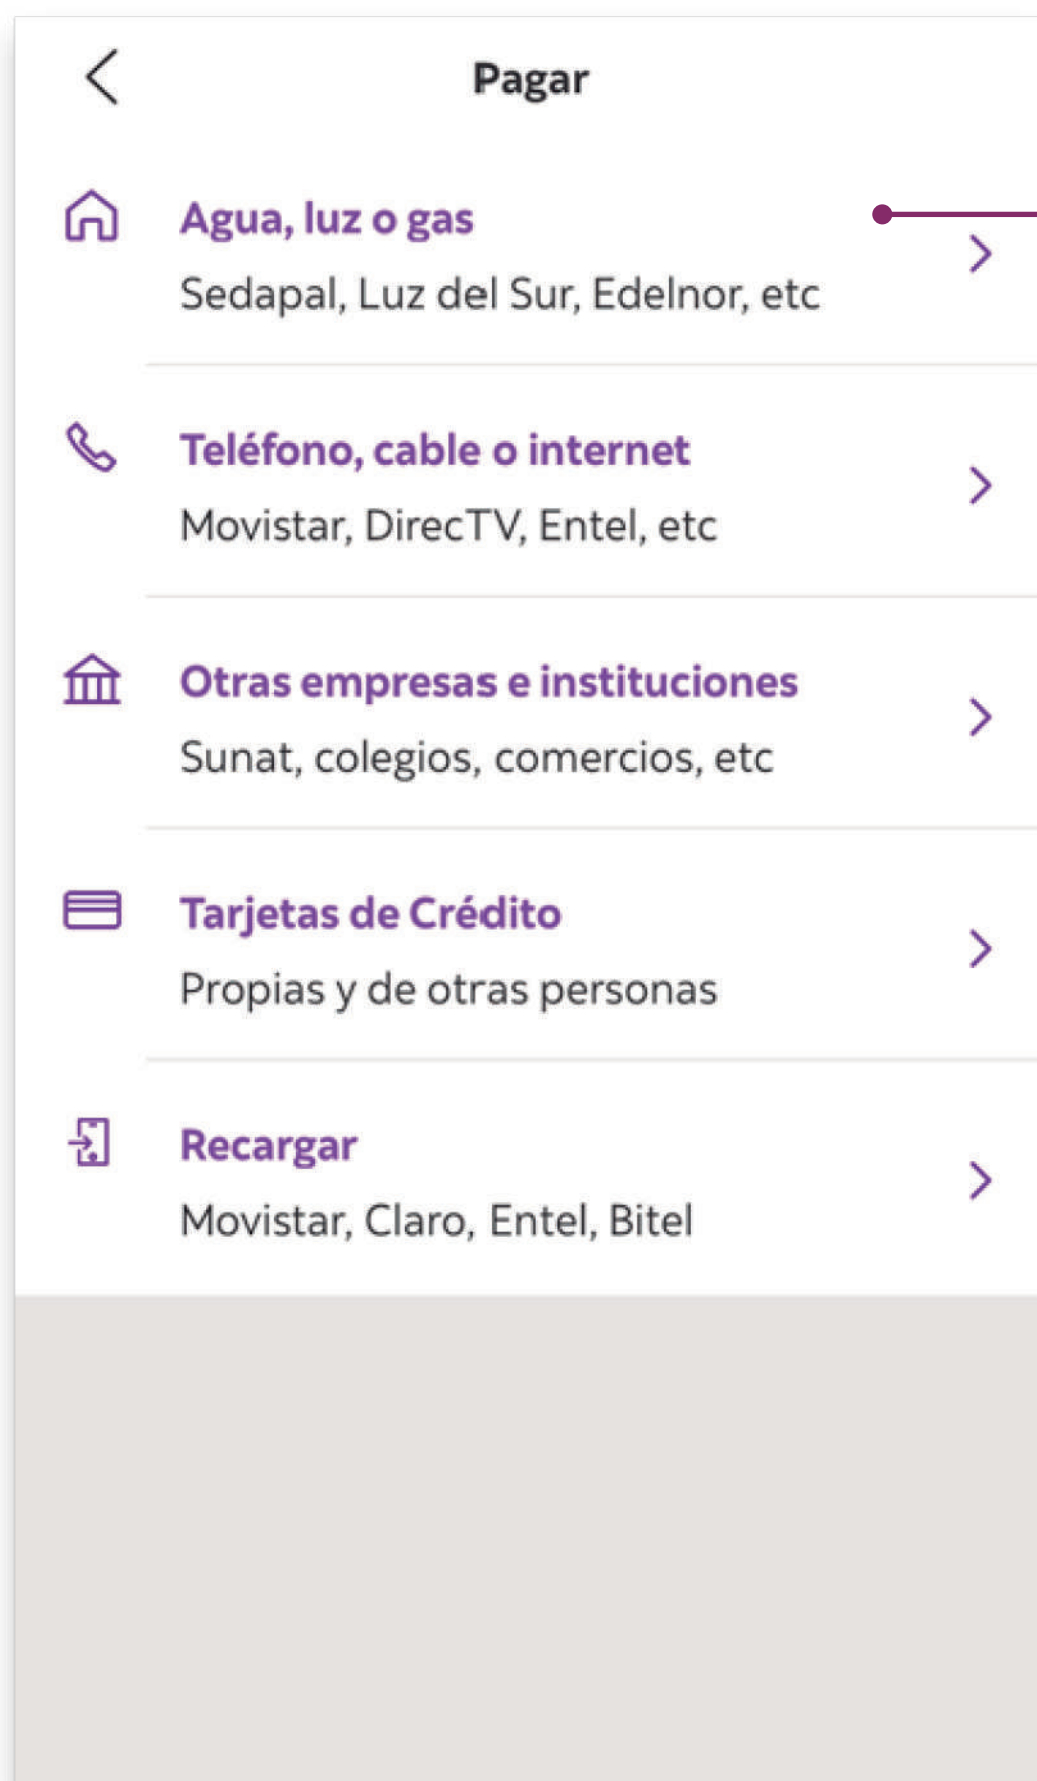 Pagar
Agua, luz o gas
Sedapal, Luz del Sur, Edelnor, etc
Teléfono, cable o internet
Movistar, DirecTV, Entel, etc
Otras empresas e instituciones
Sunat, colegios, comercios, etc
Tarjetas de Crédito
Propias y de otras personas
Recargar
Movistar, Claro, Entel, Bitel